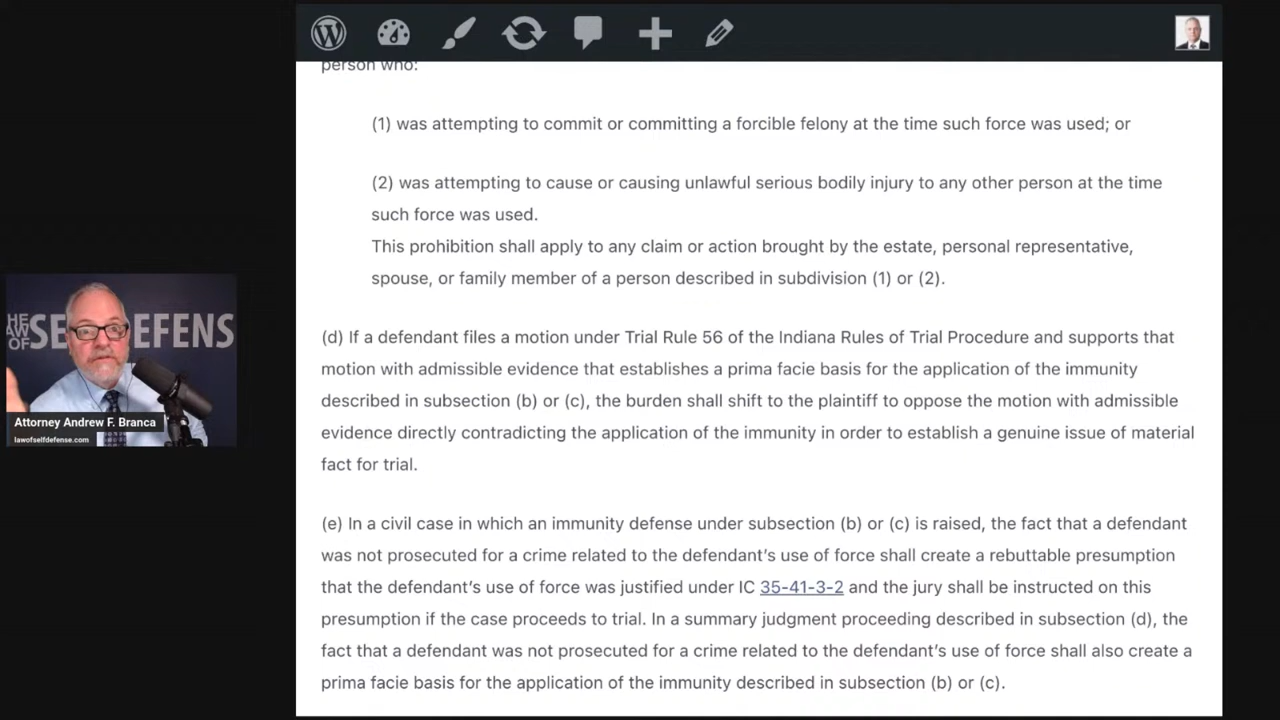 person who:
(1) was attempting to commit or committing a forcible felony at the time such force was used; or
(2) was attempting to cause or causing unlawful serious bodily injury to any other person at the time
such force was used.
This prohibition shall apply to any claim or action brought by the estate, personal representative,
spouse, or family member of a person described in subdivision (1) or (2).
(d) If a defendant files a motion under Trial Rule 56 of the Indiana Rules of Trial Procedure and supports that
motion with admissible evidence that establishes a prima facie basis for the application of the immunity
described in subsection (b) or (c), the burden shall shift to the plaintiff to oppose the motion with admissible
evidence directly contradicting the application of the immunity in order to establish a genuine issue of material
fact for trial.
(e) In a civil case in which an immunity defense under subsection (b) or (c) is raised, the fact that a defendant
was not prosecuted for a crime related to the defendant's use of force shall create a rebuttable presumption
that the defendant's use of force was justified under IC 35-41-3-2 and the jury shall be instructed on this
presumption if the case proceeds to trial. In a summary judgment proceeding described in subsection (d), the
fact that a defendant was not prosecuted for a crime related to the defendant's use of force shall also create a
prima facie basis for the application of the immunity described in subsection (b) or (c).
HE
AW
OF SE DEFENS
Attorney Andrew F. Branca
lawofselfdefense.com